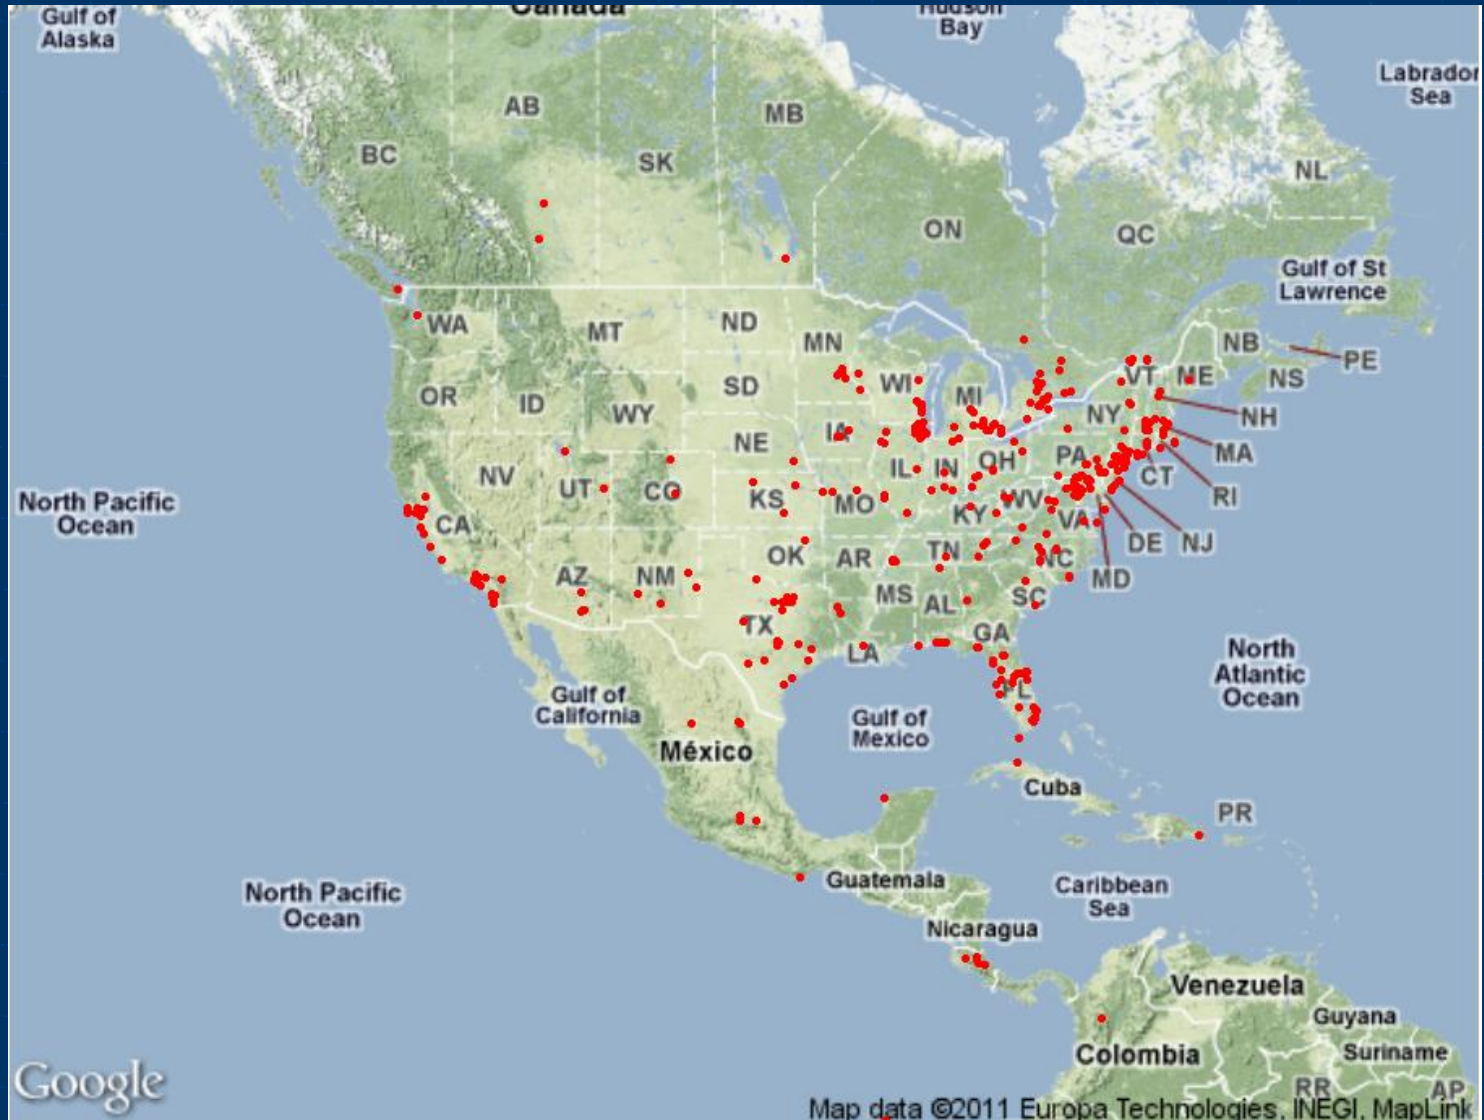 Canada
Hudson
Bay
Gulf of
Alaska
Labrador
Sea
AB
MB
BC
SK
NL
ON
QC
Gulf of St
Lawrence
WA
MT
ND
MN
NB
PE
OR
ID
WY
SD
WI
MI
VT
ME
NS
NY
NH
NV
UT
CO
NE
IA
IL
IN
OH
PA
MA
CT
RI
North Pacific
Ocean
CA
KS
MO
KY
WV
VA
DE
NJ
MD
AZ
NM
OK
AR
TN
NC
TX
MS
AL
SC
GA
LA
FL
North
Atlantic
Ocean
Gulf of
California
Gulf of
Mexico
México
Cuba
PR
North Pacific
Ocean
Guatemala
Caribbean
Sea
Nicaragua
Venezuela
Guyana
Colombia
Suriname
RR
AP
Google
Map data ©2011 Europa Technologies, INEGI, MapLink